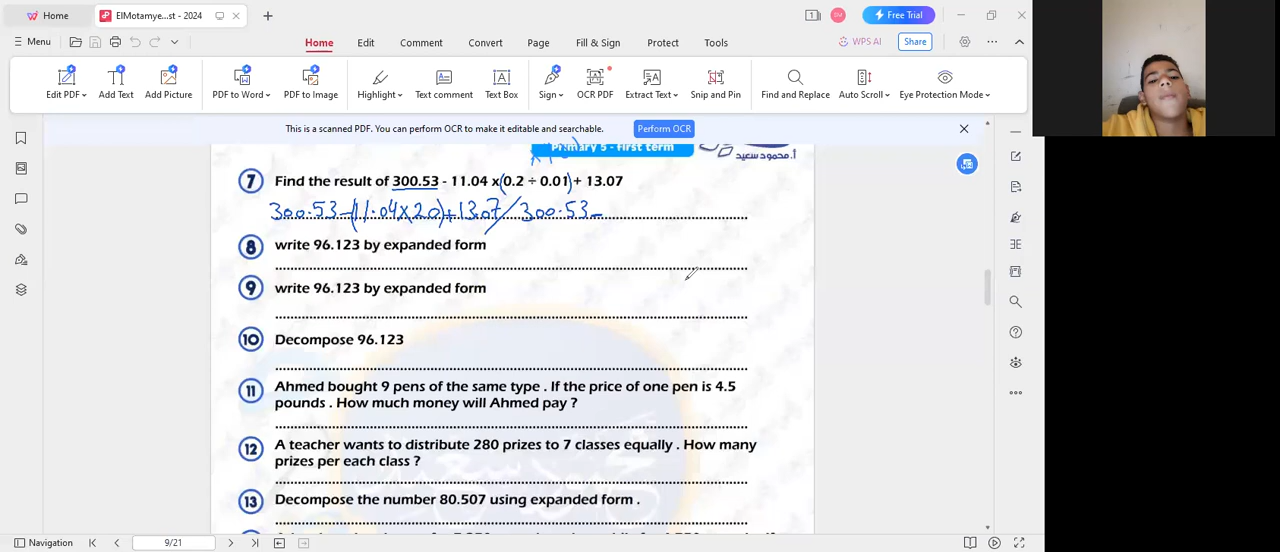 Home
ElMotamye...st - 2024
1
DM
Free Trial
Menu
Home
Edit
Comment
Convert
Page
Fill & Sign
Protect
Tools
WPS AI
Share
Edit PDF
Add Text
Add Picture
PDF to Word
PDF to Image
Highlight
Text comment
Text Box
Sign
OCR PDF
Extract Text
Snip and Pin
Find and Replace
Auto Scroll
Eye Protection Mode
This is a scanned PDF. You can perform OCR to make it editable and searchable.
Perform OCR
Primary 5 - First term
أ. محمود سعيد
7 Find the result of 300.53 - 11.04 x (0.2 ÷ 0.01) + 13.07
300.53-(11.04x20)+13.07/300.53-
8 write 96.123 by expanded form
9 write 96.123 by expanded form
10 Decompose 96.123
11 Ahmed bought 9 pens of the same type . If the price of one pen is 4.5
pounds . How much money will Ahmed pay ?
12 A teacher wants to distribute 280 prizes to 7 classes equally . How many
prizes per each class ?
13 Decompose the number 80.507 using expanded form .
Navigation
9/21